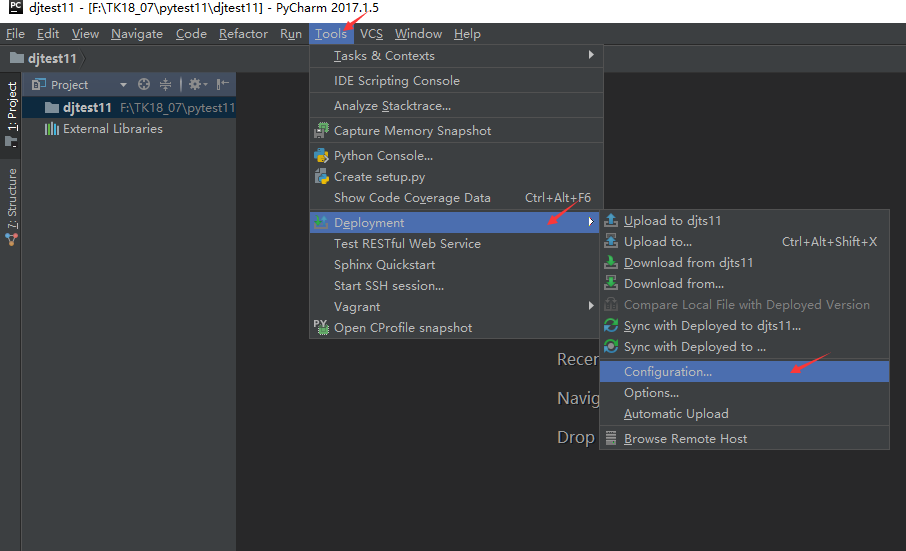 PC djtest11 - [F:\TK18_07\pytest11\djtest11] - PyCharm 2017.1.5
File Edit View Navigate Code Refactor Run Tools VCS Window Help
djtest11
1: Project
7: Structure
Project
djtest11 F:\TK18_07\pytest11
External Libraries
Tasks & Contexts
IDE Scripting Console
Analyze Stacktrace...
Capture Memory Snapshot
Python Console...
Create setup.py
Show Code Coverage Data Ctrl+Alt+F6
Deployment
Test RESTful Web Service
Sphinx Quickstart
Start SSH session...
Vagrant
PY Open CProfile snapshot
Upload to djts11
Upload to... Ctrl+Alt+Shift+X
Download from djts11
Download from...
Compare Local File with Deployed Version
Sync with Deployed to djts11...
Sync with Deployed to ...
Configuration...
Options...
Automatic Upload
Browse Remote Host
Recen
Navig
Drop